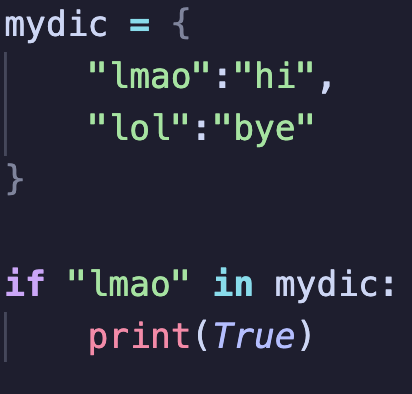 mydic = {
    "lmao":"hi",
    "lol":"bye"
}

if "lmao" in mydic:
    print(True)